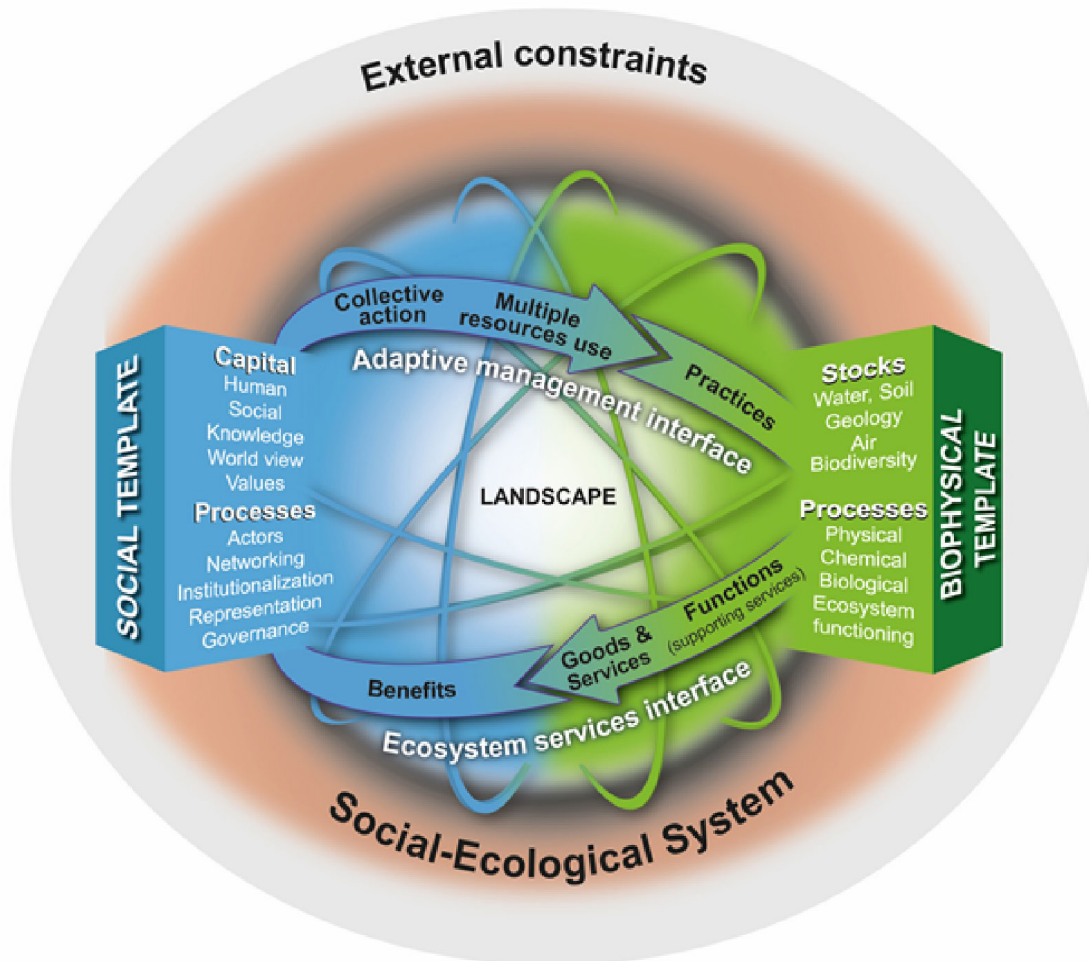 External constraints
Collective
action
Multiple
resources use
Practices
Adaptive management interface
SOCIAL TEMPLATE
Capital
Human
Social
Knowledge
World view
Values
Processes
Actors
Networking
Institutionalization
Representation
Governance
LANDSCAPE
Stocks
Water, Soil
Geology
Air
Biodiversity
Processes
Physical
Chemical
Biological
Ecosystem
functioning
BIOPHYSICAL
TEMPLATE
Functions
(supporting services)
Goods &
Services
Benefits
Ecosystem services interface
Social-Ecological System